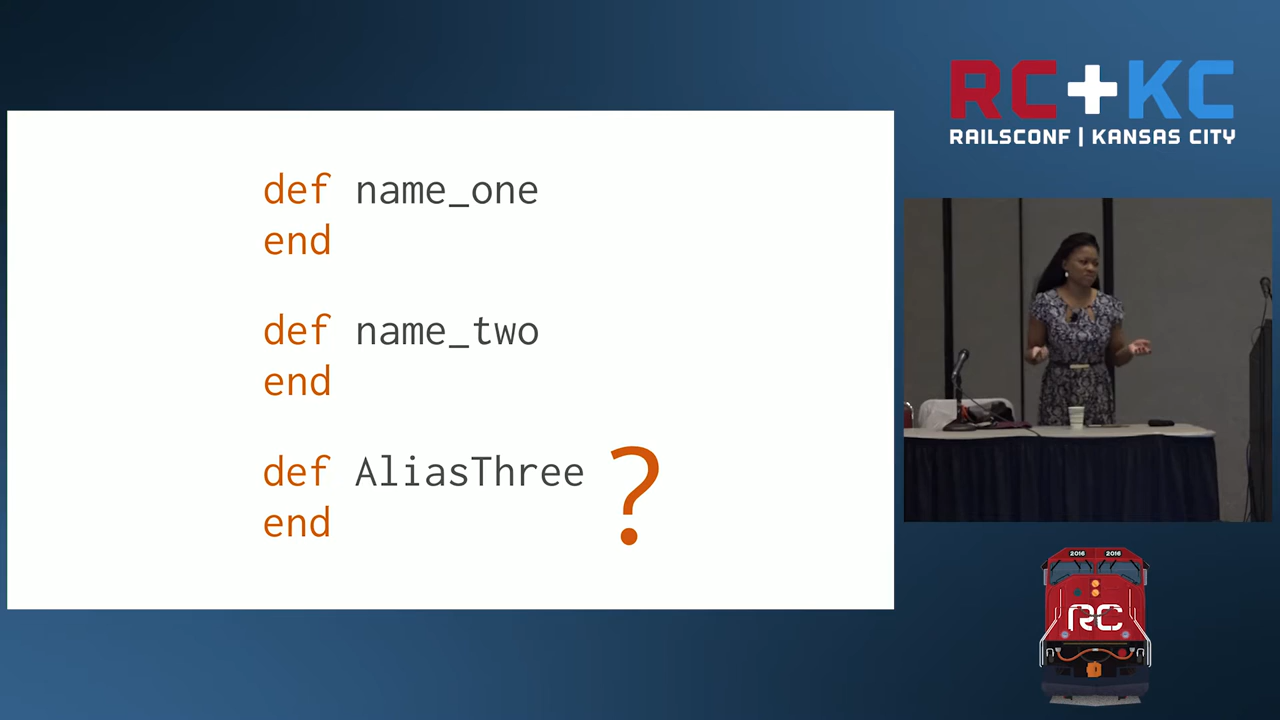 def name_one
end
def name_two
end
def AliasThree ?
end
RC+KC
RAILSCONF | KANSAS CITY
2016 2016
RC